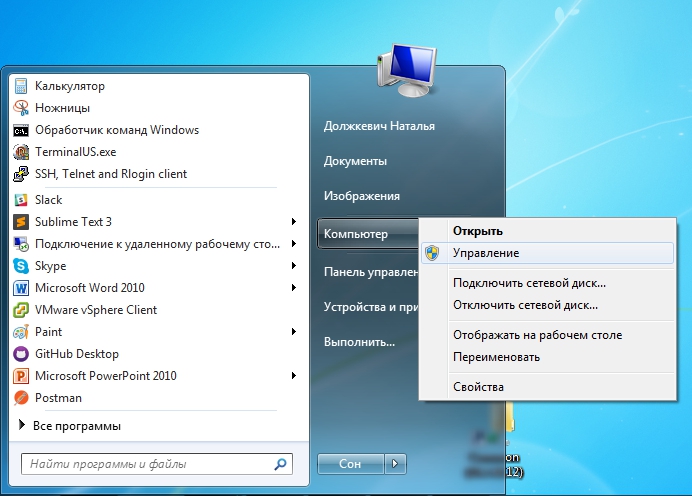 Калькулятор
Ножницы
Обработчик команд Windows
TerminalUS.exe
SSH, Telnet and Rlogin client
Slack
Sublime Text 3
Подключение к удаленному рабочему сто...
Skype
Microsoft Word 2010
VMware vSphere Client
Paint
GitHub Desktop
Microsoft PowerPoint 2010
Postman
Все программы
Найти программы и файлы
Должкевич Наталья
Документы
Изображения
Компьютер
Панель управлен
Устройства и при
Выполнить...
Сон
Открыть
Управление
Подключить сетевой диск...
Отключить сетевой диск...
Отображать на рабочем столе
Переименовать
Свойства